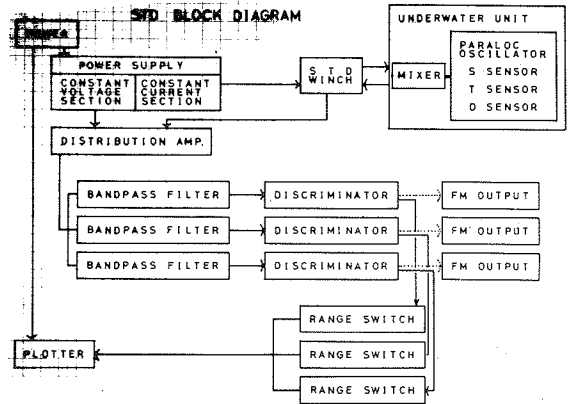 STD BLOCK DIAGRAM
POWER SUPPLY
CONSTANT VOLTAGE SECTION
CONSTANT CURRENT SECTION
STD WINCH
UNDERWATER UNIT
MIXER
PARALOC OSCILLATOR
S SENSOR
T SENSOR
D SENSOR
DISTRIBUTION AMP.
BANDPASS FILTER
DISCRIMINATOR
FM OUTPUT
BANDPASS FILTER
DISCRIMINATOR
FM OUTPUT
BANDPASS FILTER
DISCRIMINATOR
FM OUTPUT
RANGE SWITCH
PLOTTER
RANGE SWITCH
RANGE SWITCH